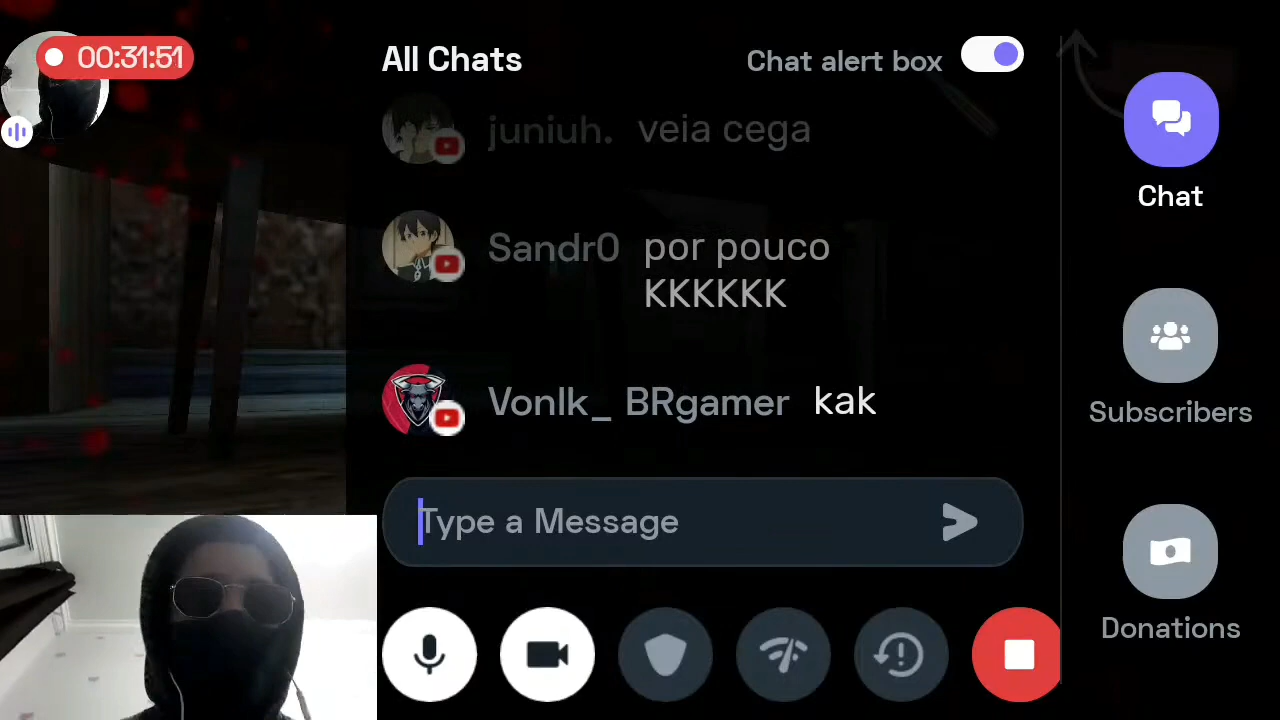 00:31:51
All Chats
Chat alert box
juniuh. veia cega
Sandr0 por pouco
KKKKKK
Vonlk_ BRgamer kak
Type a Message
Chat
Subscribers
Donations